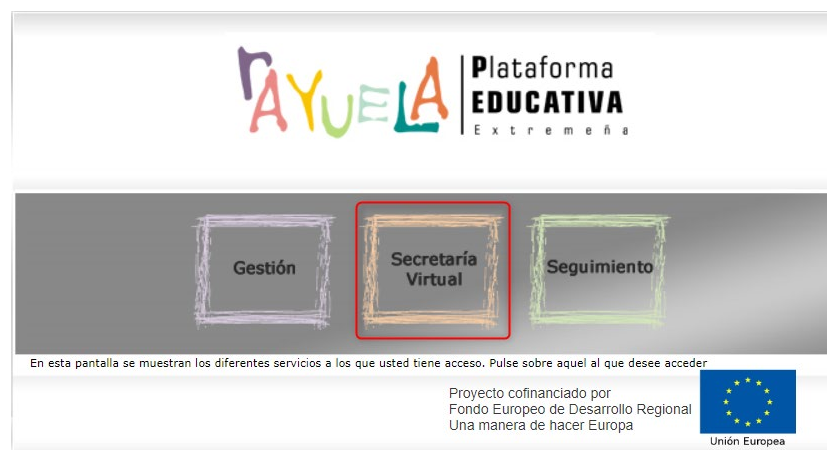 rAYUELA
Plataforma
EDUCATIVA
Extremeña
Gestión
Secretaría
Virtual
Seguimiento
En esta pantalla se muestran los diferentes servicios a los que usted tiene acceso. Pulse sobre aquel al que desee acceder
Proyecto cofinanciado por
Fondo Europeo de Desarrollo Regional
Una manera de hacer Europa
Unión Europea